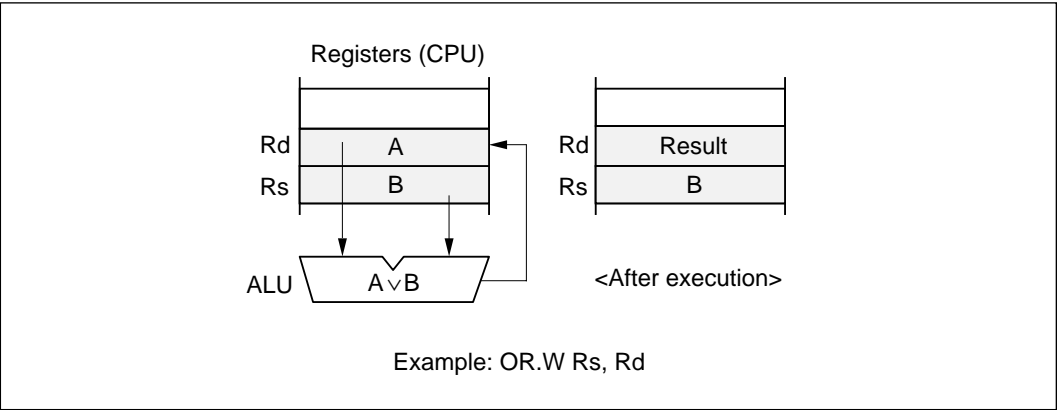 Registers (CPU)
Rd A
Rs B
ALU A∨B
Rd Result
Rs B
<After execution>
Example: OR.W Rs, Rd